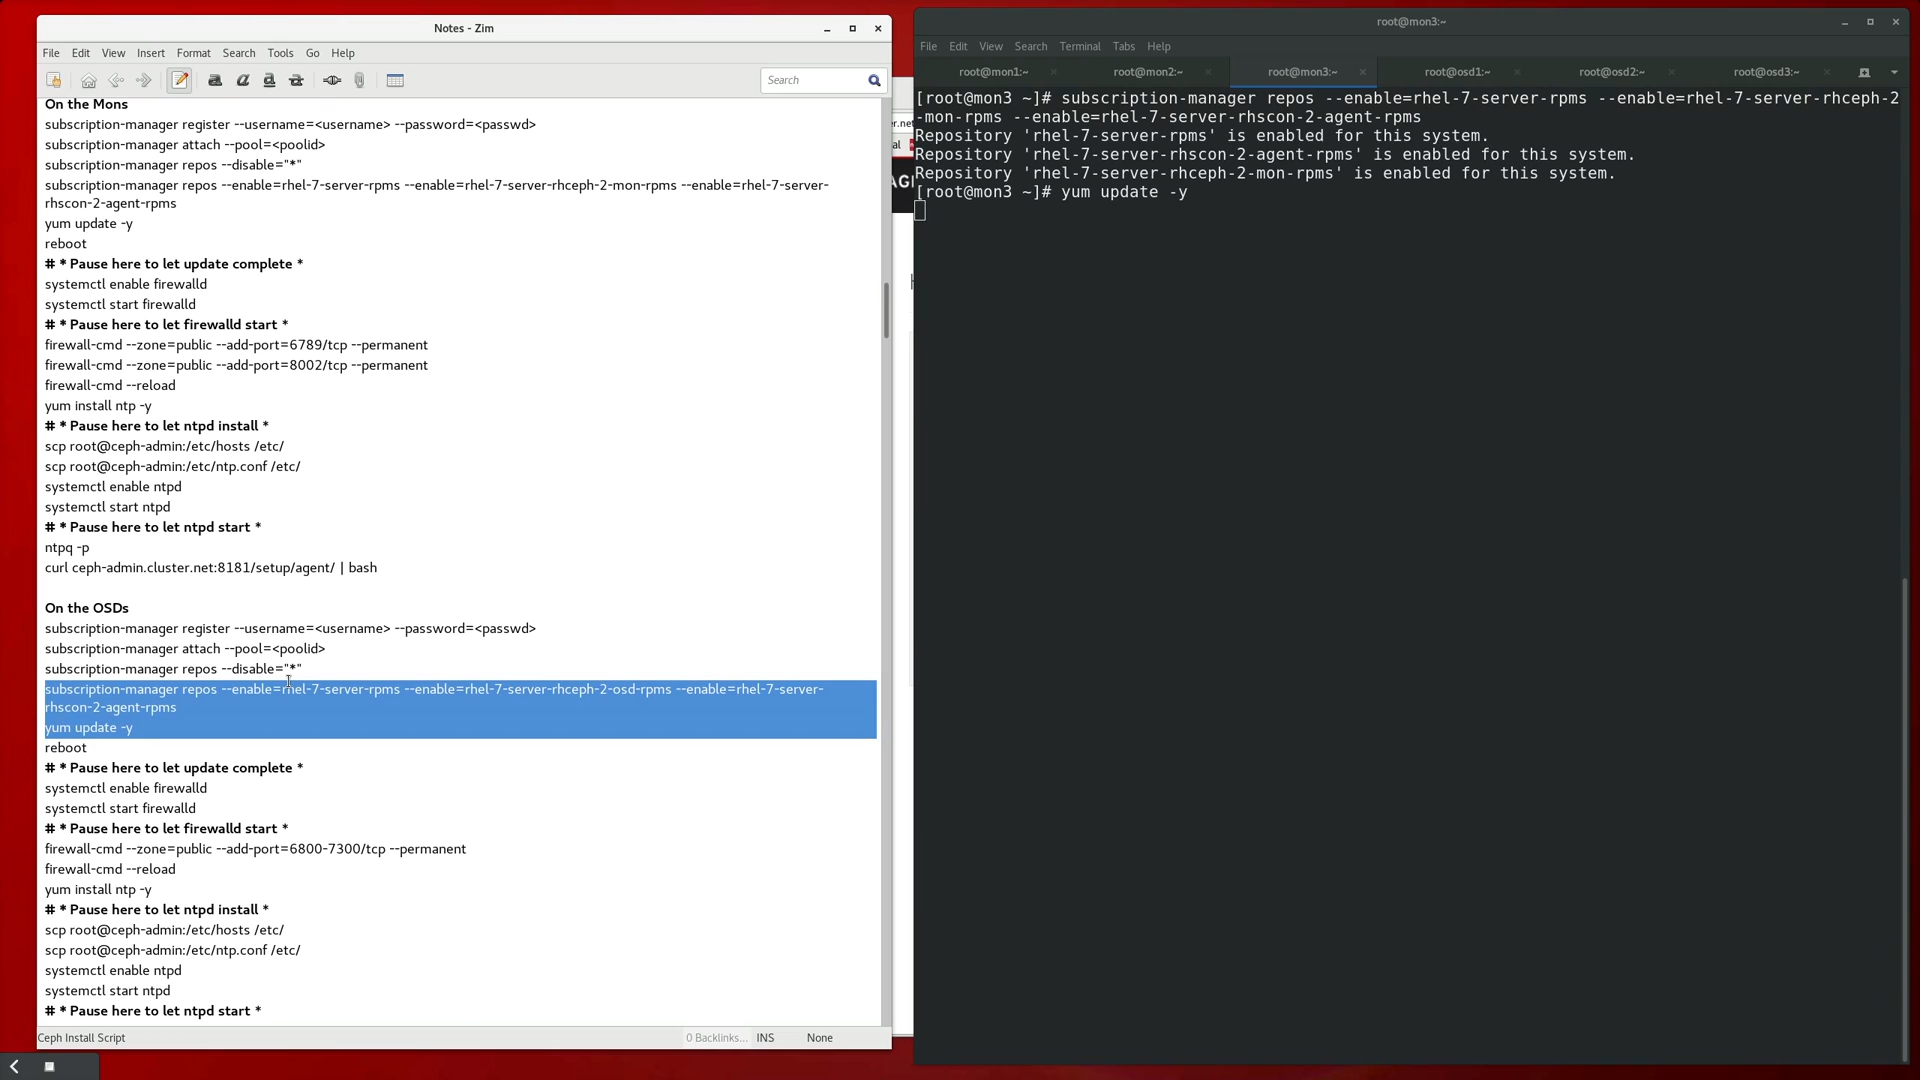 Notes - Zim
File Edit View Insert Format Search Tools Go Help
Search
On the Mons
subscription-manager register --username=<username> --password=<passwd>
subscription-manager attach --pool=<poolid>
subscription-manager repos --disable="*"
subscription-manager repos --enable=rhel-7-server-rpms --enable=rhel-7-server-rhceph-2-mon-rpms --enable=rhel-7-server-
rhscon-2-agent-rpms
yum update -y
reboot
# * Pause here to let update complete *
systemctl enable firewalld
systemctl start firewalld
# * Pause here to let firewalld start *
firewall-cmd --zone=public --add-port=6789/tcp --permanent
firewall-cmd --zone=public --add-port=8002/tcp --permanent
firewall-cmd --reload
yum install ntp -y
# * Pause here to let ntpd install *
scp root@ceph-admin:/etc/hosts /etc/
scp root@ceph-admin:/etc/ntp.conf /etc/
systemctl enable ntpd
systemctl start ntpd
# * Pause here to let ntpd start *
ntpq -p
curl ceph-admin.cluster.net:8181/setup/agent/ | bash
On the OSDs
subscription-manager register --username=<username> --password=<passwd>
subscription-manager attach --pool=<poolid>
subscription-manager repos --disable="*"
subscription-manager repos --enable=rhel-7-server-rpms --enable=rhel-7-server-rhceph-2-osd-rpms --enable=rhel-7-server-
rhscon-2-agent-rpms
yum update -y
reboot
# * Pause here to let update complete *
systemctl enable firewalld
systemctl start firewalld
# * Pause here to let firewalld start *
firewall-cmd --zone=public --add-port=6800-7300/tcp --permanent
firewall-cmd --reload
yum install ntp -y
# * Pause here to let ntpd install *
scp root@ceph-admin:/etc/hosts /etc/
scp root@ceph-admin:/etc/ntp.conf /etc/
systemctl enable ntpd
systemctl start ntpd
# * Pause here to let ntpd start *
Ceph Install Script 0 Backlinks... INS None
root@mon3:~
File Edit View Search Terminal Tabs Help
root@mon1:~ root@mon2:~ root@mon3:~ root@osd1:~ root@osd2:~ root@osd3:~
[root@mon3 ~]# subscription-manager repos --enable=rhel-7-server-rpms --enable=rhel-7-server-rhceph-2
-mon-rpms --enable=rhel-7-server-rhscon-2-agent-rpms
Repository 'rhel-7-server-rpms' is enabled for this system.
Repository 'rhel-7-server-rhscon-2-agent-rpms' is enabled for this system.
Repository 'rhel-7-server-rhceph-2-mon-rpms' is enabled for this system.
[root@mon3 ~]# yum update -y